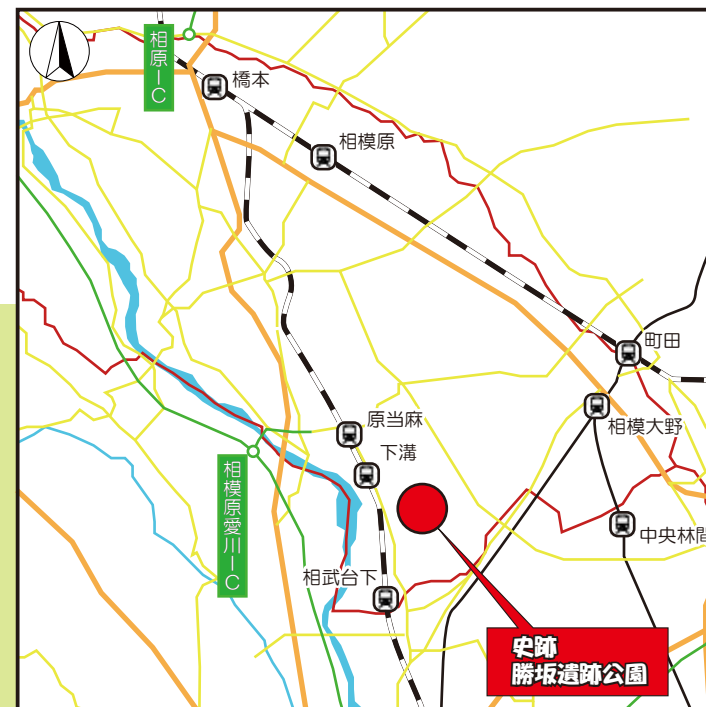 相原IC
橋本
相模原
町田
相模大野
原当麻
下溝
相模原愛川IC
中央林間
相武台下
史跡
勝坂遺跡公園